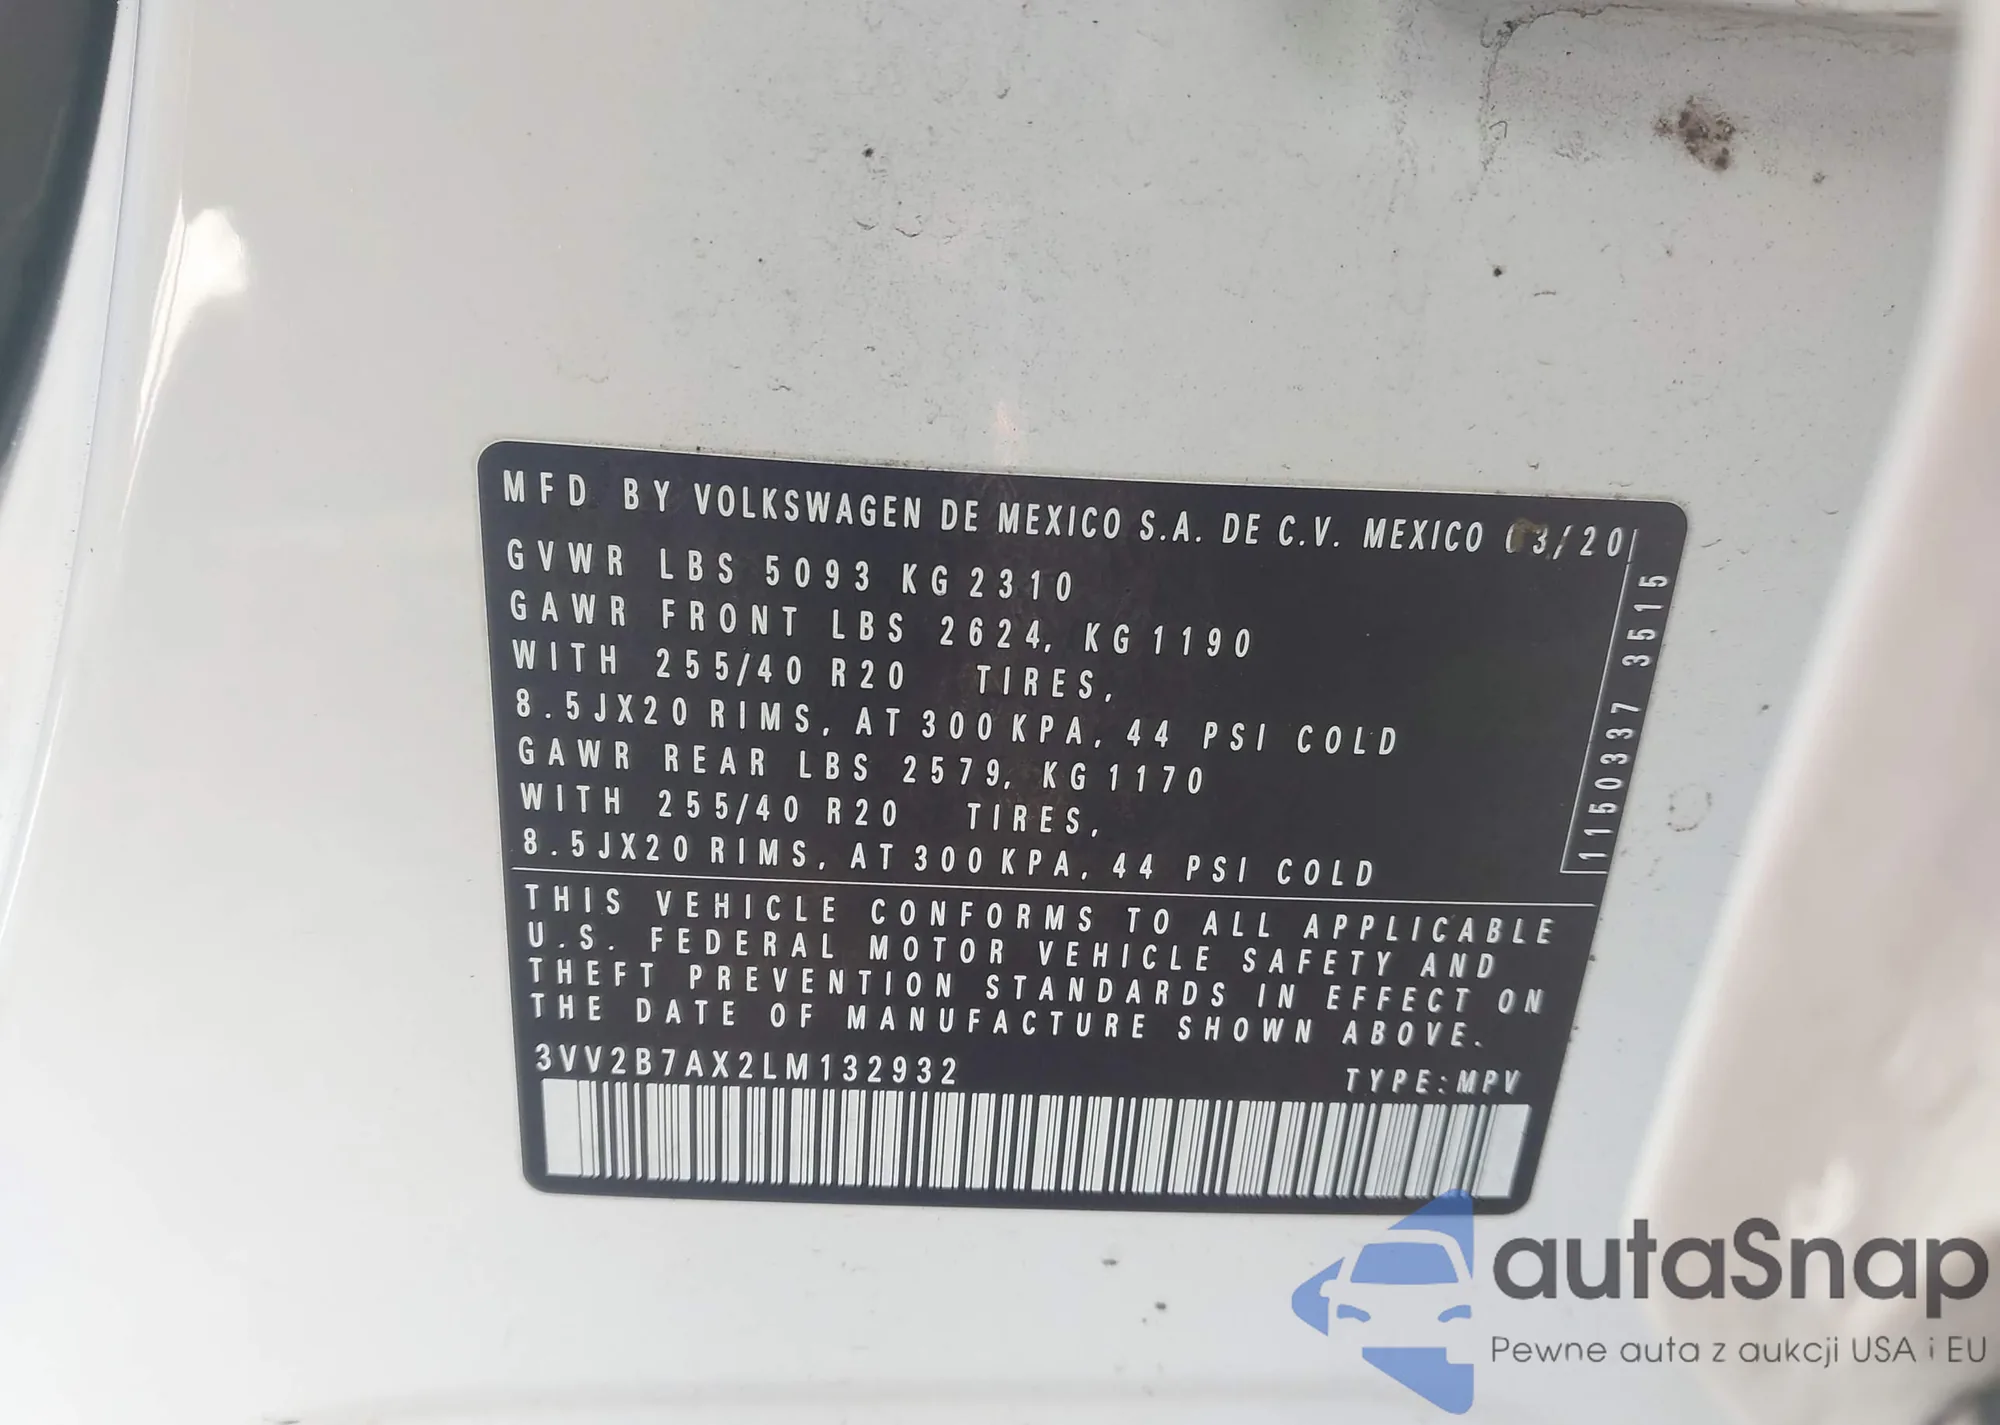 MFD BY VOLKSWAGEN DE MEXICO S.A. DE C.V. MEXICO 03/20
GVWR LBS 5093 KG 2310
GAWR FRONT LBS 2624, KG 1190
WITH 255/40 R20 TIRES,
8.5JX20 RIMS, AT 300 KPA, 44 PSI COLD
GAWR REAR LBS 2579, KG 1170
WITH 255/40 R20 TIRES,
8.5JX20 RIMS, AT 300 KPA, 44 PSI COLD
1150337 3515
THIS VEHICLE CONFORMS TO ALL APPLICABLE
U.S. FEDERAL MOTOR VEHICLE SAFETY AND
THEFT PREVENTION STANDARDS IN EFFECT ON
THE DATE OF MANUFACTURE SHOWN ABOVE.
3VV2B7AX2LM132932 TYPE:MPV
autaSnap
Pewne auta z aukcji USA i EU